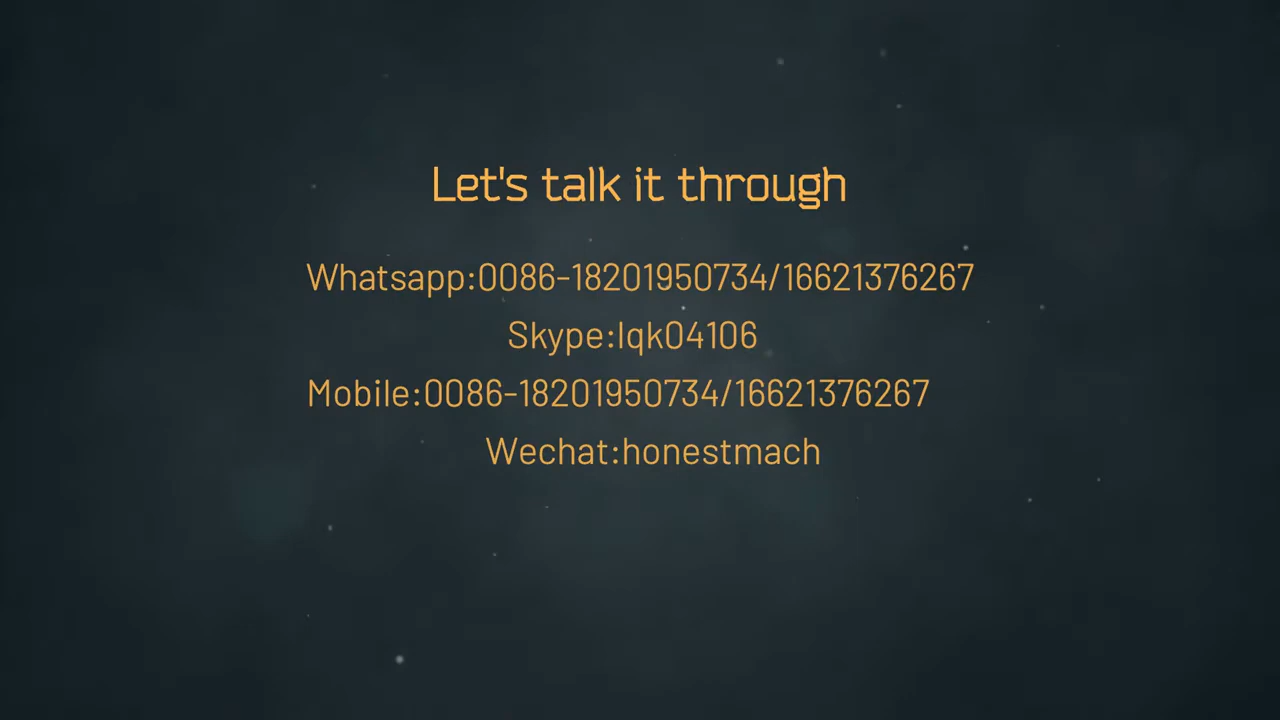 Let's talk it through
Whatsapp:0086-18201950734/16621376267
Skype:lqk04106
Mobile:0086-18201950734/16621376267
Wechat:honestmach